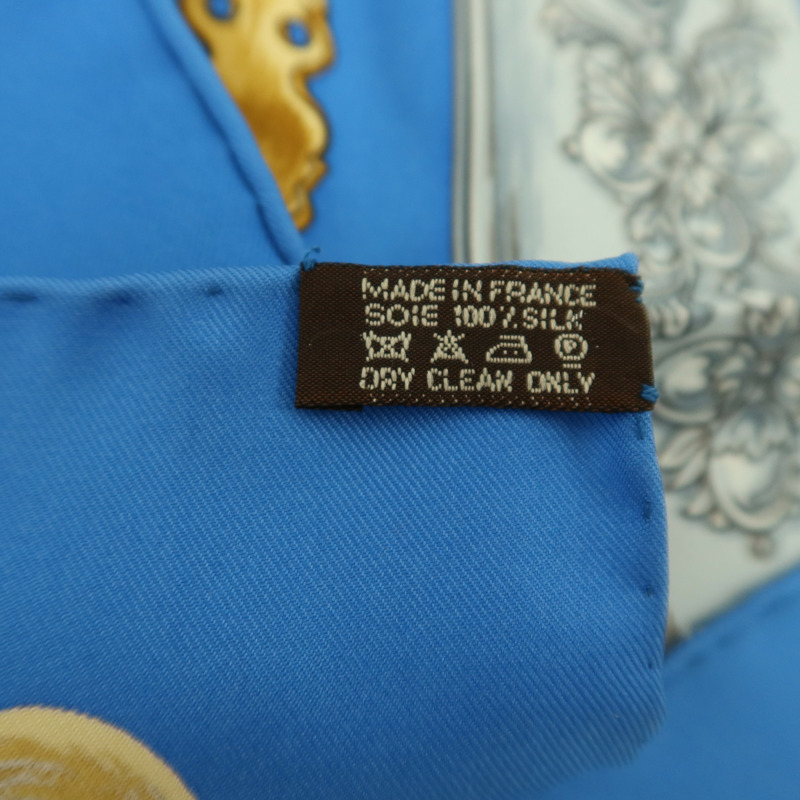 MADE IN FRANCE
SOIE 100% SILK
P
DRY CLEAN ONLY